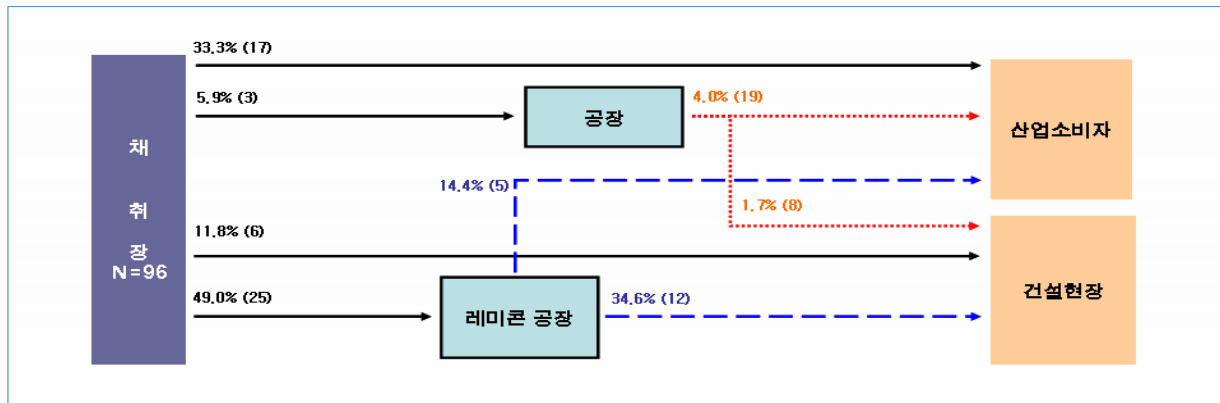 33.3% (17)
5.9% (3)
공장
4.0% (19)
산업소비자
채
취
장
N=96
14.4% (5)
1.7% (8)
11.8% (6)
49.0% (25)
레미콘 공장
34.6% (12)
건설현장